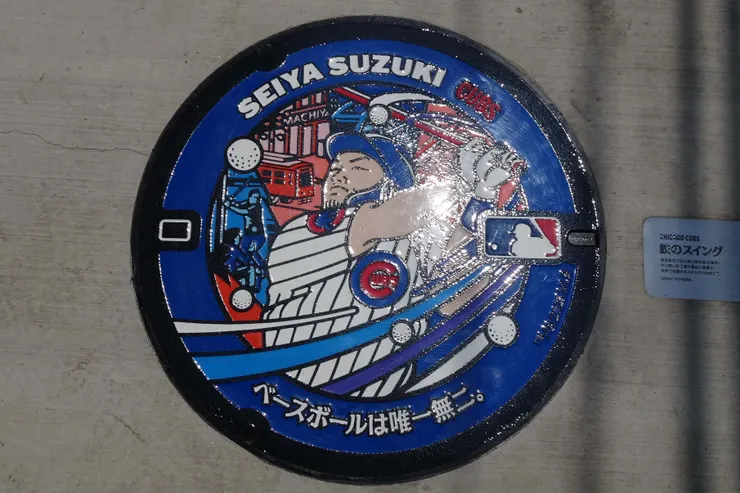 SEIYA SUZUKI
CUBS
MACHIYA
ベースボールは唯一無二。
CHICAGO CUBS
鉄のスイング